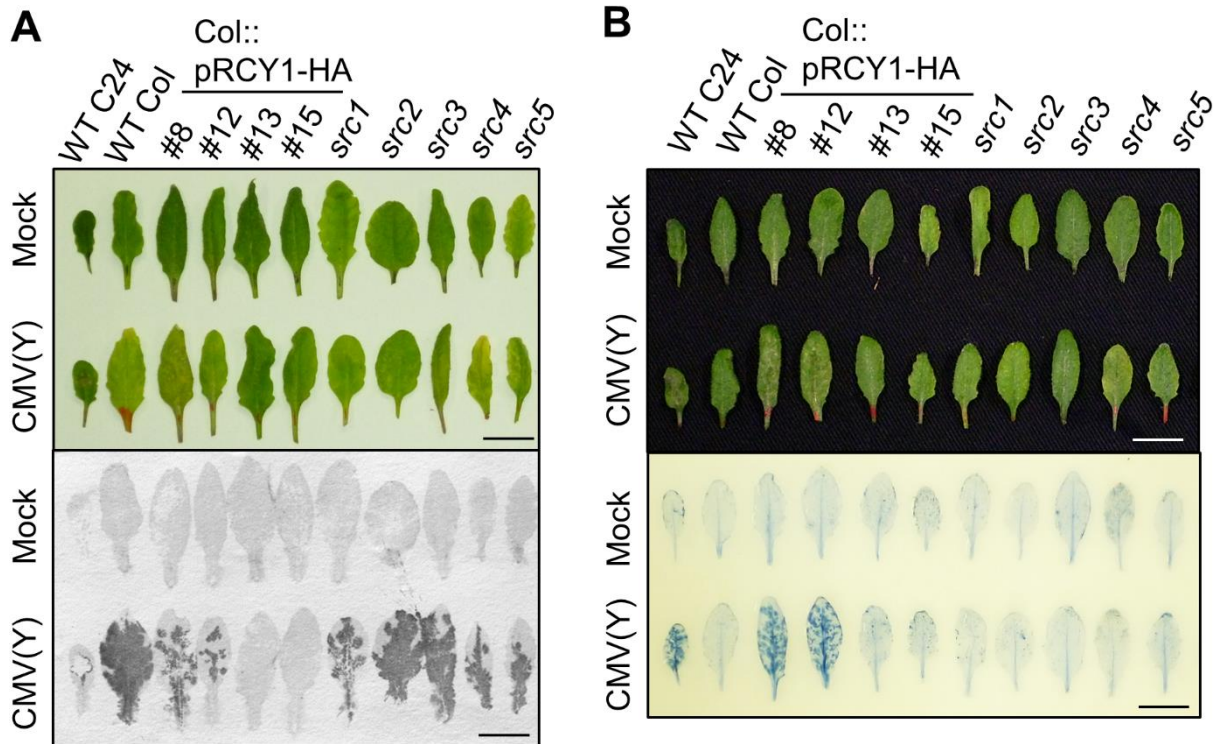 A
Col::
pRCY1-HA
WT C24
WT Col
#8
#12
#13
#15
src1
src2
src3
src4
src5
Mock
CMV(Y)
Mock
CMV(Y)
B
Col::
pRCY1-HA
WT C24
WT Col
#8
#12
#13
#15
src1
src2
src3
src4
src5
Mock
CMV(Y)
Mock
CMV(Y)